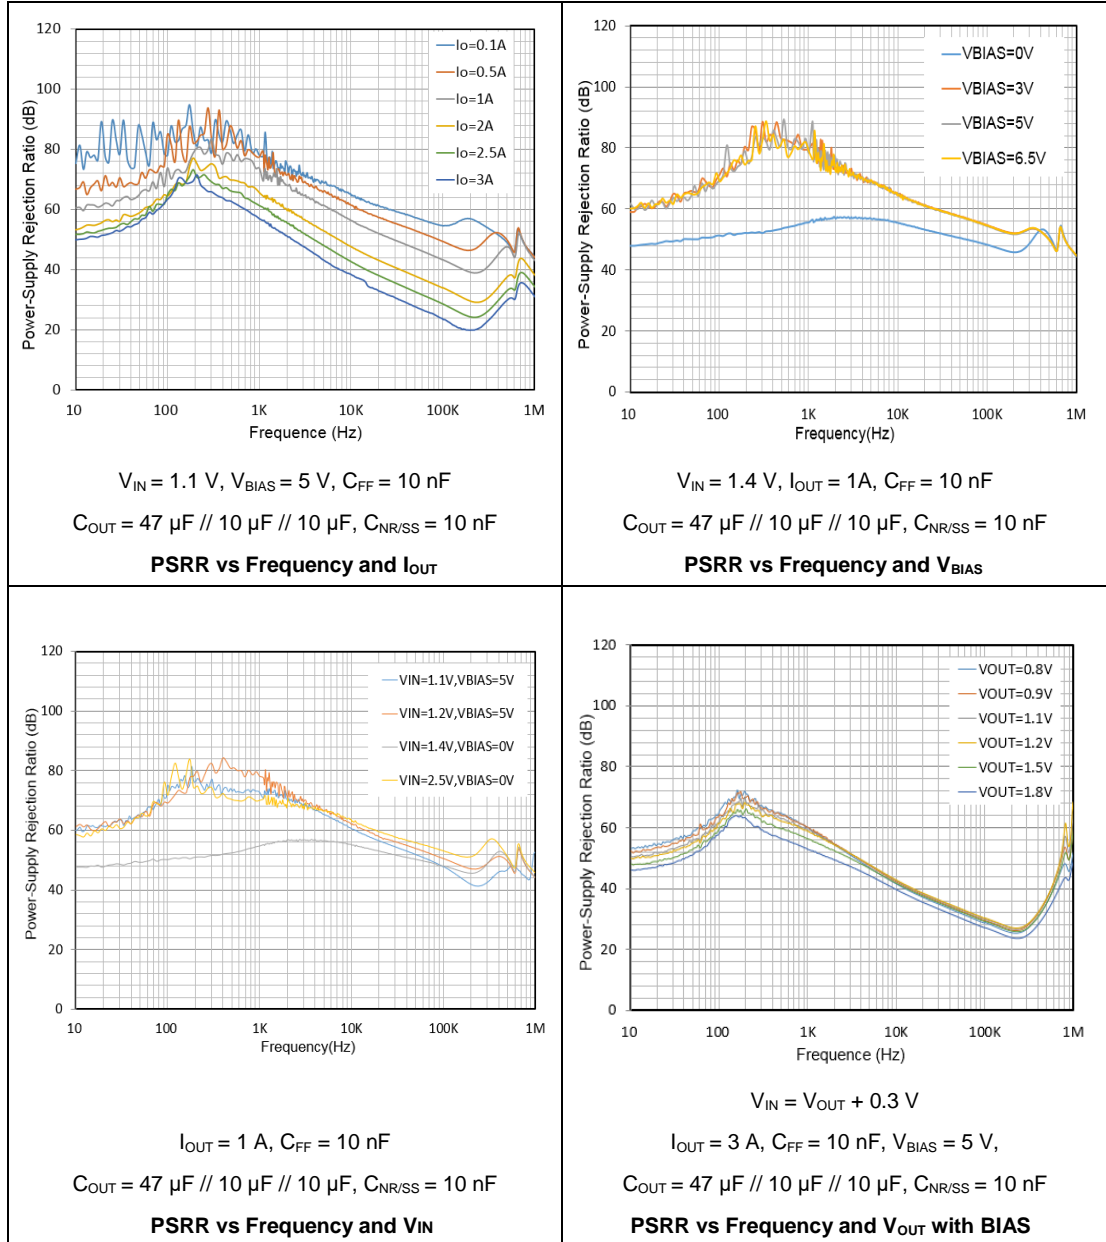 Power-Supply Rejection Ratio (dB)
120
100
80
60
40
20
0
10
100
1K
10K
100K
1M
Frequence (Hz)
Io=0.1A
Io=0.5A
Io=1A
Io=2A
Io=2.5A
Io=3A
VIN = 1.1 V, VBIAS = 5 V, CFF = 10 nF
COUT = 47 µF // 10 µF // 10 µF, CNR/SS = 10 nF
PSRR vs Frequency and IOUT
Power-Supply Rejection Ratio (dB)
120
100
80
60
40
20
0
10
100
1K
10K
100K
1M
Frequency(Hz)
VBIAS=0V
VBIAS=3V
VBIAS=5V
VBIAS=6.5V
VIN = 1.4 V, IOUT = 1A, CFF = 10 nF
COUT = 47 µF // 10 µF // 10 µF, CNR/SS = 10 nF
PSRR vs Frequency and VBIAS
Power-Supply Rejection Ratio (dB)
120
100
80
60
40
20
0
10
100
1K
10K
100K
1M
Frequency(Hz)
VIN=1.1V,VBIAS=5V
VIN=1.2V,VBIAS=5V
VIN=1.4V,VBIAS=0V
VIN=2.5V,VBIAS=0V
IOUT = 1 A, CFF = 10 nF
COUT = 47 µF // 10 µF // 10 µF, CNR/SS = 10 nF
PSRR vs Frequency and VIN
Power-Supply Rejection Ratio (dB)
120
100
80
60
40
20
0
10
100
1K
10K
100K
1M
Frequence (Hz)
VOUT=0.8V
VOUT=0.9V
VOUT=1.1V
VOUT=1.2V
VOUT=1.5V
VOUT=1.8V
VIN = VOUT + 0.3 V
IOUT = 3 A, CFF = 10 nF, VBIAS = 5 V,
COUT = 47 µF // 10 µF // 10 µF, CNR/SS = 10 nF
PSRR vs Frequency and VOUT with BIAS